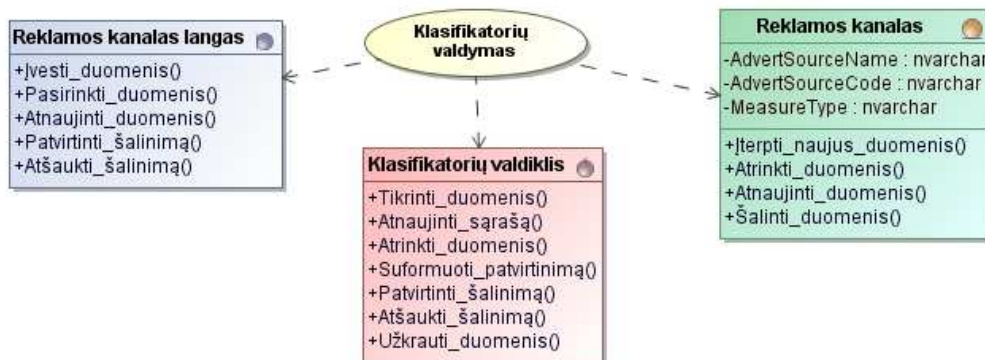 Reklamos kanalas langas
+Įvesti_duomenis()
+Pasirinkti_duomenis()
+Atnaujinti_duomenis()
+Patvirtinti_šalinimą()
+Atšaukti_šalinimą()
Klasifikatorių
valdymas
Klasifikatorių valdiklis
+Tikrinti_duomenis()
+Atnaujinti_sąrašą()
+Atrinkti_duomenis()
+Suformuoti_patvirtinimą()
+Patvirtinti_šalinimą()
+Atšaukti_šalinimą()
+Užkrauti_duomenis()
Reklamos kanalas
-AdvertSourceName : nvarchar
-AdvertSourceCode : nvarchar
-MeasureType : nvarchar
+Įterpti_naujus_duomenis()
+Atrinkti_duomenis()
+Atnaujinti_duomenis()
+Šalinti_duomenis()